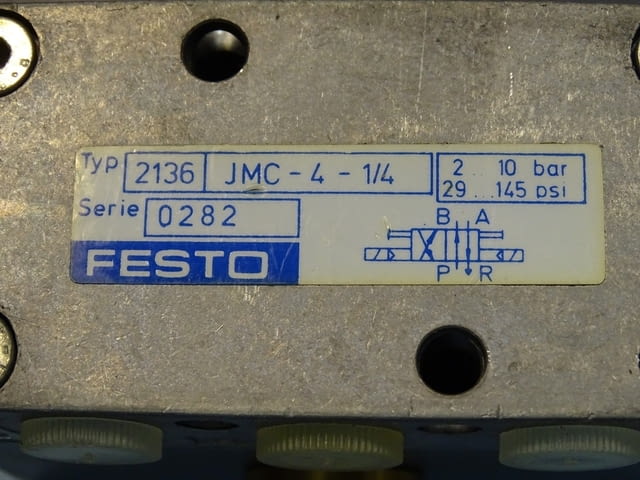 Typ 2136 JMC - 4 - 1/4
2 10 bar
29...145 psi
Serie 0282
FESTO
B A
P R